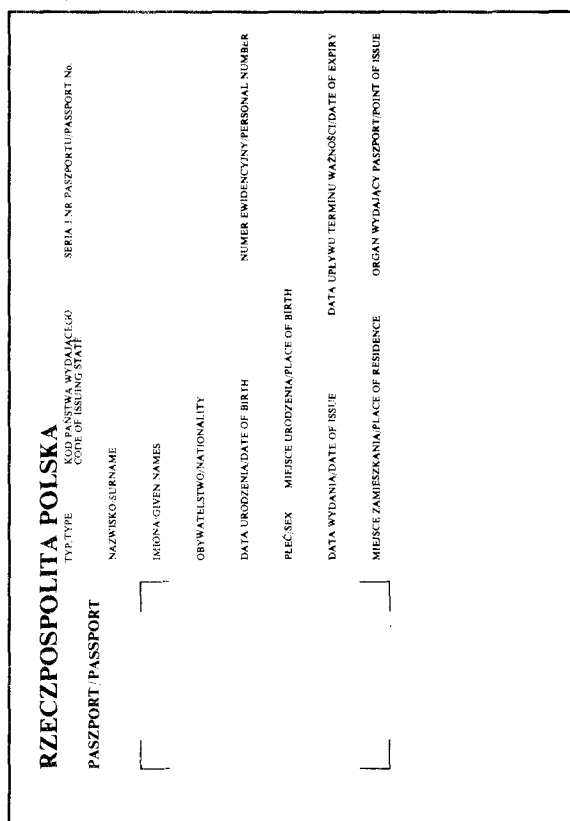 RZECZPOSPOLITA POLSKA
PASZPORT/PASSPORT
TYP/TYPE KOD PAŃSTWA WYDAJĄCEGO SERIA I NR PASZPORTU/PASSPORT No.
CODE OF ISSUING STATE
NAZWISKO/SURNAME
IMIONA/GIVEN NAMES
OBYWATELSTWO/NATIONALITY
DATA URODZENIA/DATE OF BIRTH NUMER EWIDENCYJNY/PERSONAL NUMBER
PŁEĆ/SEX MIEJSCE URODZENIA/PLACE OF BIRTH
DATA WYDANIA/DATE OF ISSUE DATA UPŁYWU TERMINU WAŻNOŚCI/DATE OF EXPIRY
MIEJSCE ZAMIESZKANIA/PLACE OF RESIDENCE ORGAN WYDAJĄCY PASZPORT/POINT OF ISSUE